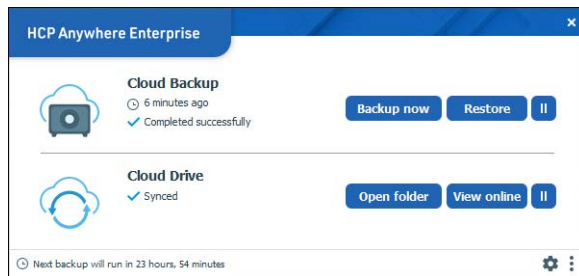 HCP Anywhere Enterprise
Cloud Backup
6 minutes ago
Completed successfully
Backup now
Restore
Cloud Drive
Synced
Open folder
View online
Next backup will run in 23 hours, 54 minutes